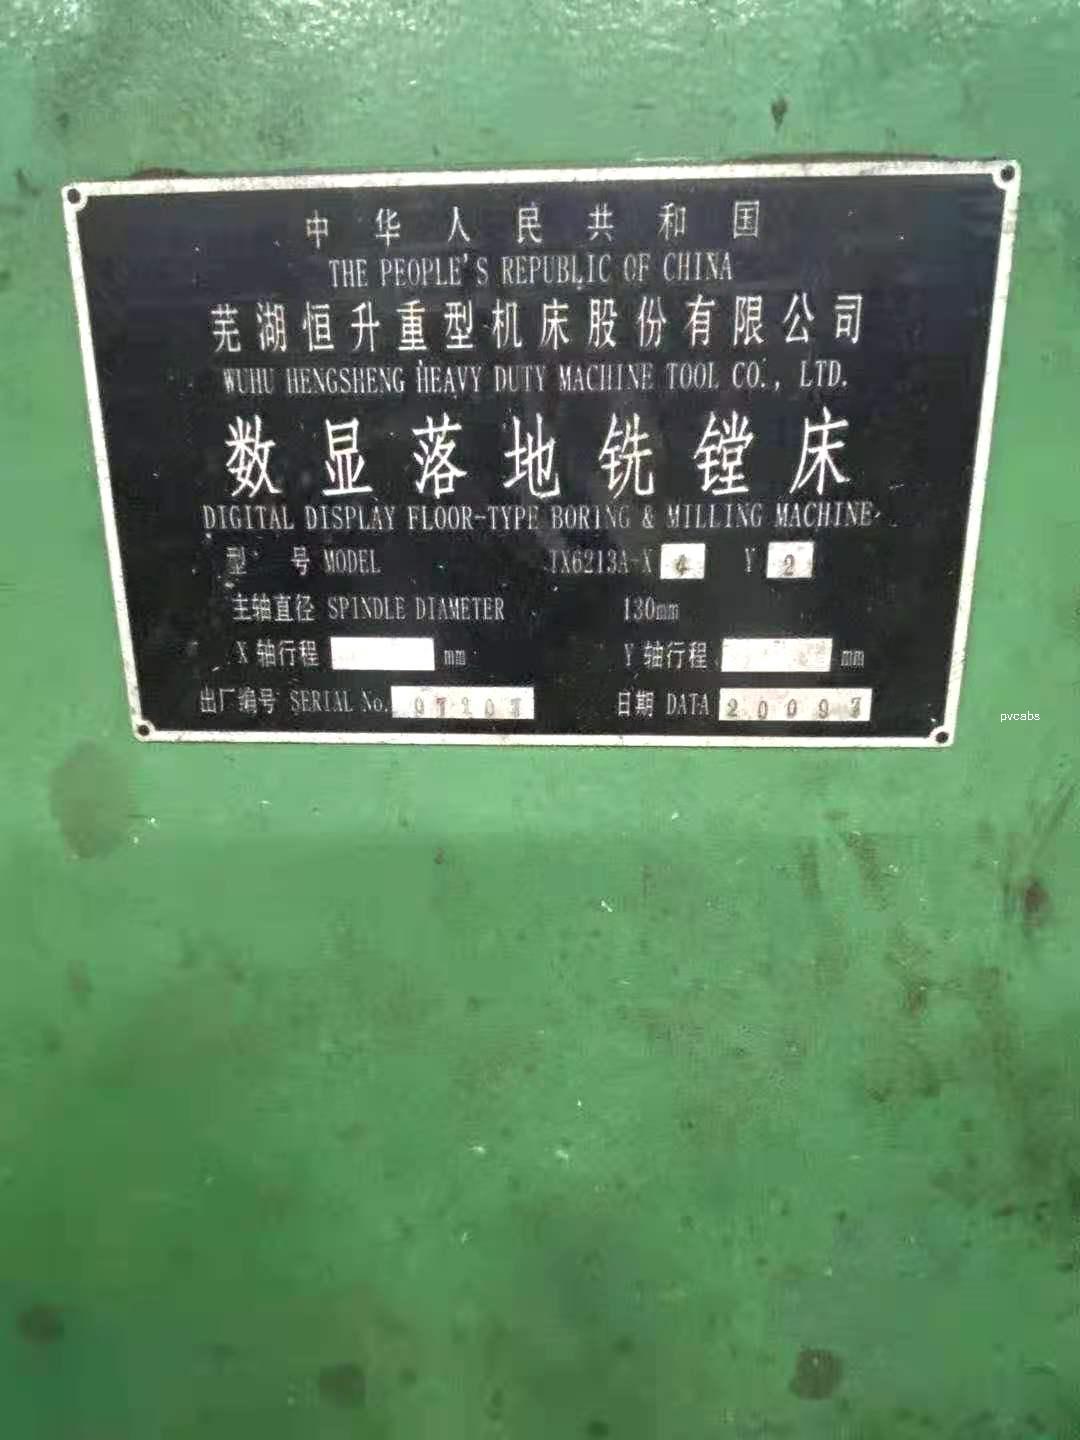 中华人民共和国
THE PEOPLE'S REPUBLIC OF CHINA
芜湖恒升重型机床股份有限公司
WUHU HENGSHENG HEAVY DUTY MACHINE TOOL CO., LTD.
数显落地铣镗床
DIGITAL DISPLAY FLOOR-TYPE BORING & MILLING MACHINE
型 号 MODEL TX6213A-X 4 Y 2
主轴直径 SPINDLE DIAMETER 130mm
X 轴行程 mm Y 轴行程 mm
出厂编号 SERIAL No. 日期 DATA
pvcabs